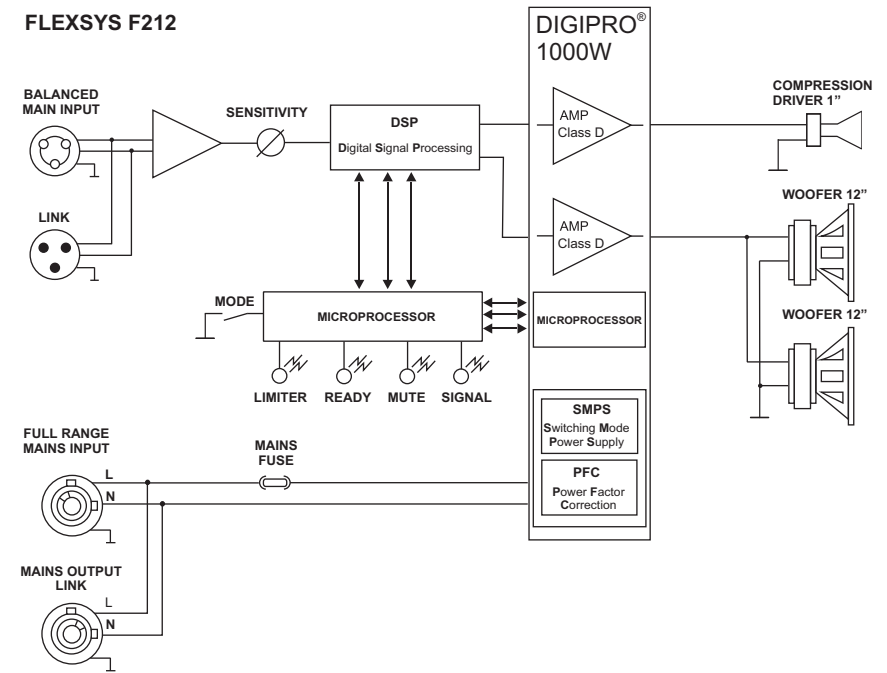 FLEXSYS F212
DIGIPRO®
1000W
BALANCED
MAIN INPUT
SENSITIVITY
DSP
Digital Signal Processing
AMP
Class D
COMPRESSION
DRIVER 1”
LINK
AMP
Class D
WOOFER 12”
MODE
MICROPROCESSOR
MICROPROCESSOR
WOOFER 12”
LIMITER
READY
MUTE
SIGNAL
SMPS
Switching Mode
Power Supply
FULL RANGE
MAINS INPUT
L
N
MAINS
FUSE
PFC
Power Factor
Correction
MAINS OUTPUT
LINK
L
N